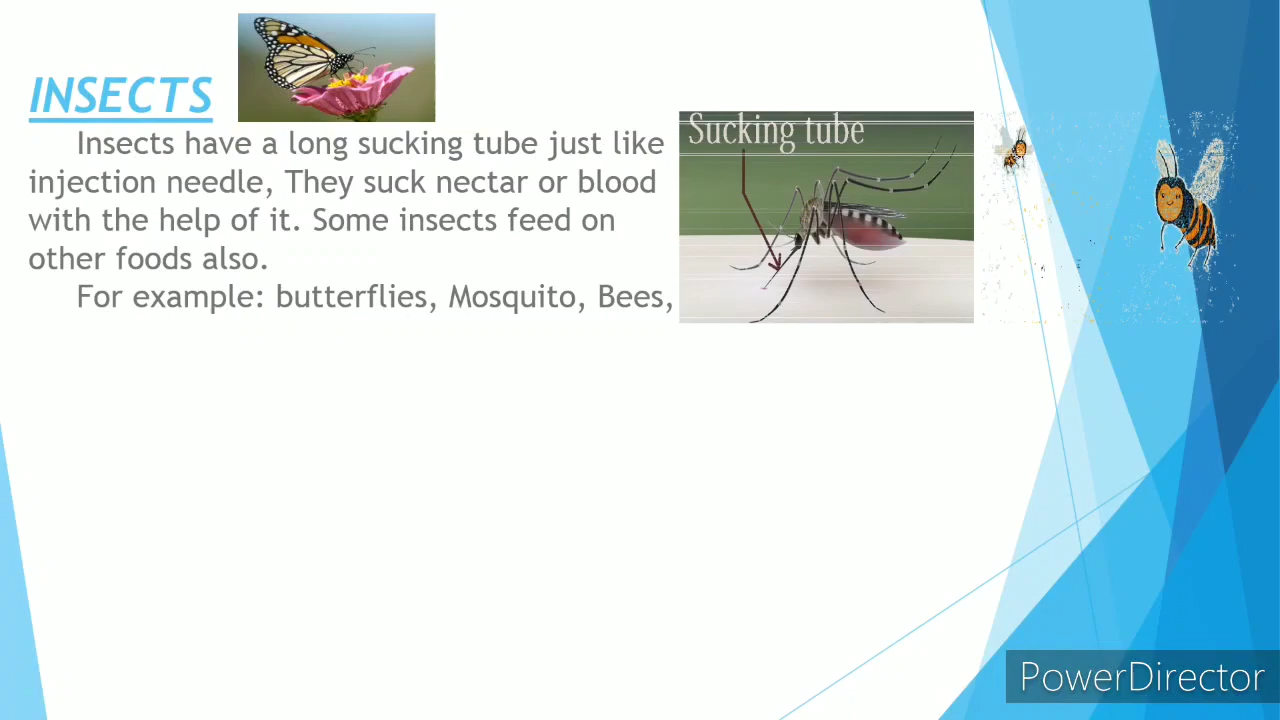 INSECTS
Insects have a long sucking tube just like
injection needle, They suck nectar or blood
with the help of it. Some insects feed on
other foods also.
For example: butterflies, Mosquito, Bees,
Sucking tube
PowerDirector